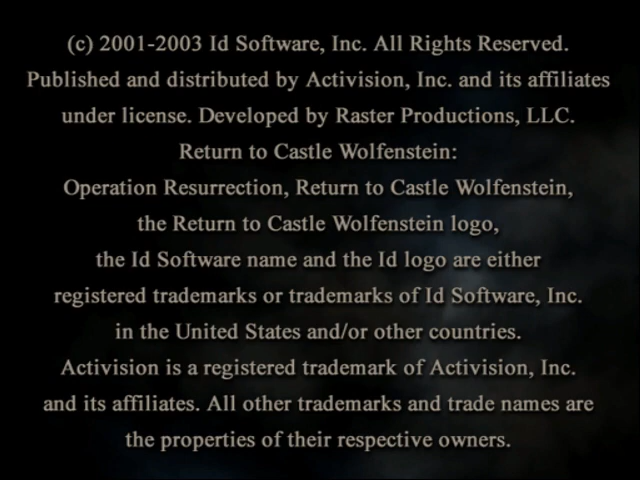 (c) 2001-2003 Id Software, Inc. All Rights Reserved.
Published and distributed by Activision, Inc. and its affiliates
under license. Developed by Raster Productions, LLC.
Return to Castle Wolfenstein:
Operation Resurrection, Return to Castle Wolfenstein,
the Return to Castle Wolfenstein logo,
the Id Software name and the Id logo are either
registered trademarks or trademarks of Id Software, Inc.
in the United States and/or other countries.
Activision is a registered trademark of Activision, Inc.
and its affiliates. All other trademarks and trade names are
the properties of their respective owners.